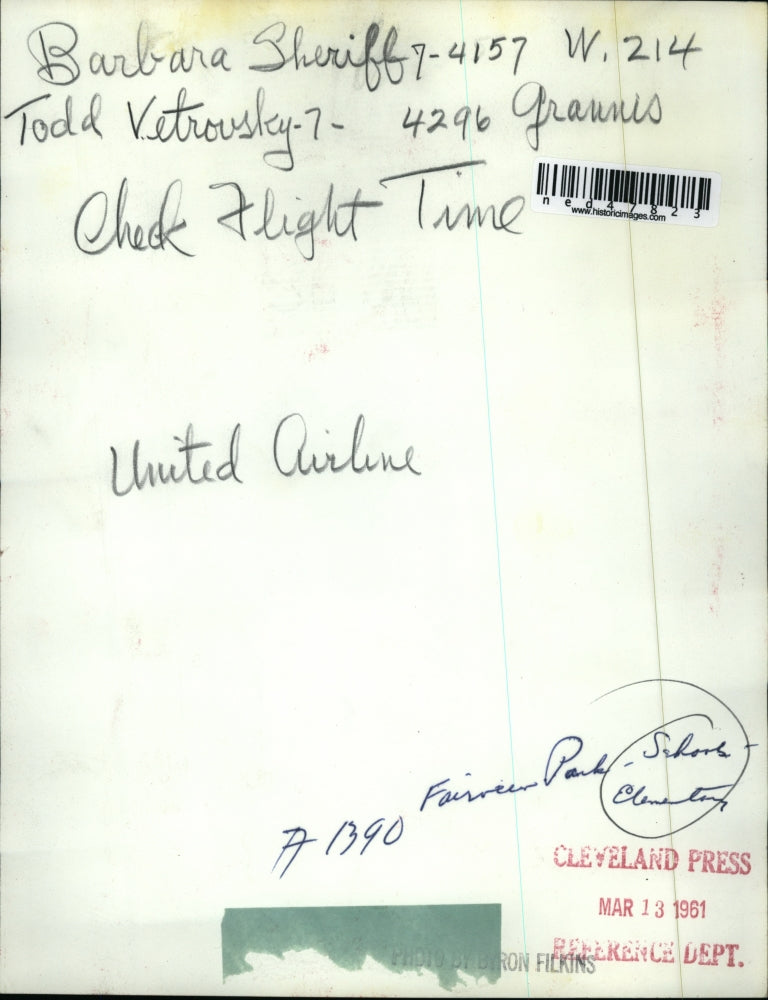 Barbara Sheriff 7-4157 W. 214
Todd Vetrovsky-7- 4296 Grannis
Check Flight Time
ned47823
www.historicimages.com
United Airline
Fairview Park - Schools -
Elementary
A 1390
CLEVELAND PRESS
MAR 13 1961
REFERENCE DEPT.
PHOTO BY BYRON FILKINS